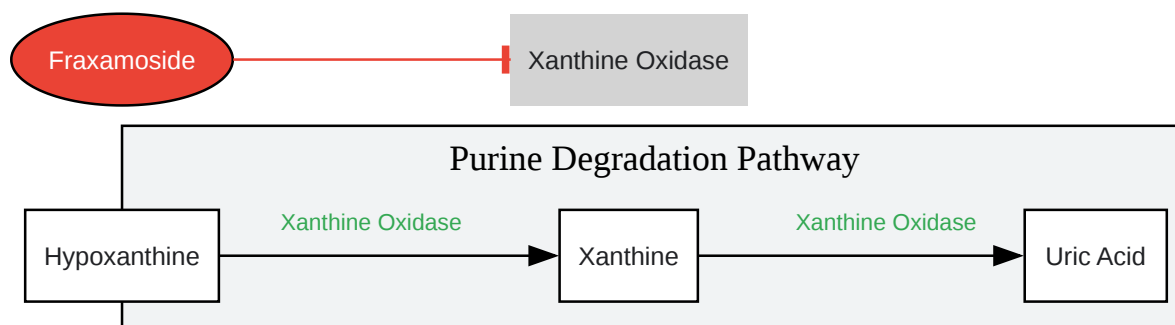 Fraxamoside
Xanthine Oxidase
Purine Degradation Pathway
Xanthine Oxidase
Xanthine Oxidase
Hypoxanthine
Xanthine
Uric Acid